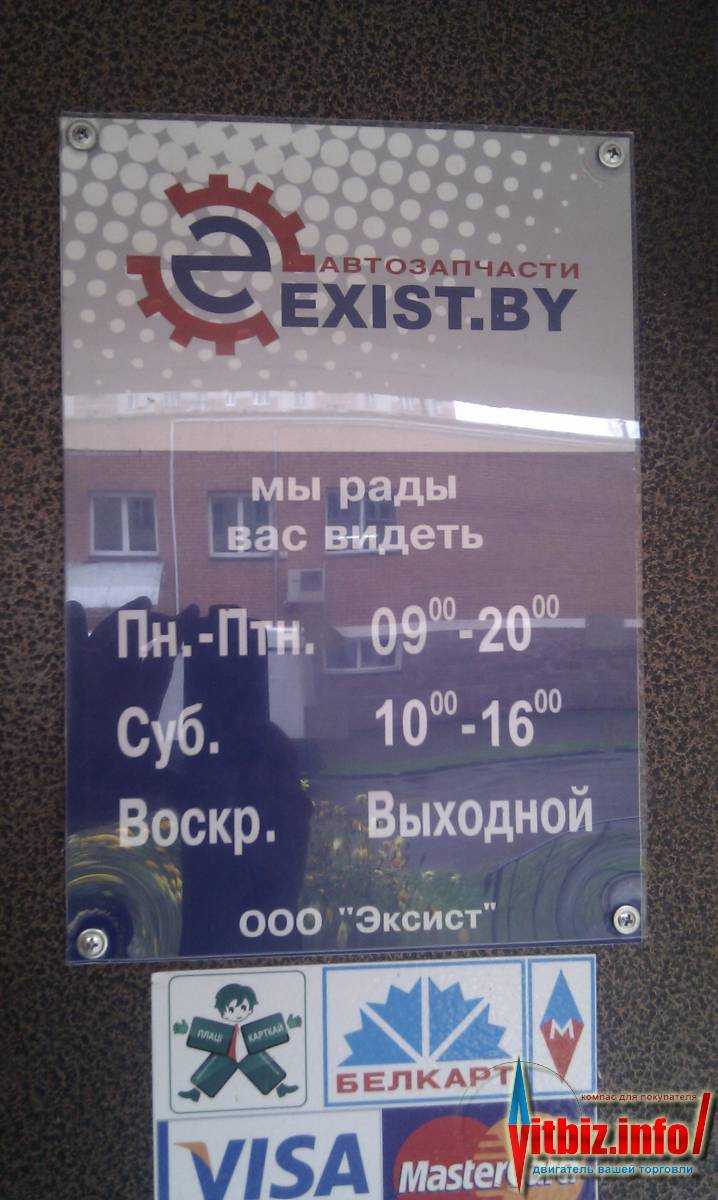 АВТОЗАПЧАСТИ
EXIST.BY
мы рады
вас видеть
Пн.-Птн. 09⁰⁰-20⁰⁰
Суб. 10⁰⁰-16⁰⁰
Воскр. Выходной
ООО "Эксист"
ПЛАЦІ КАРТКАЙ
БЕЛКАРТ
М
VISA MasterCard
компас для покупателя
vitbiz.info
двигатель вашей торговли